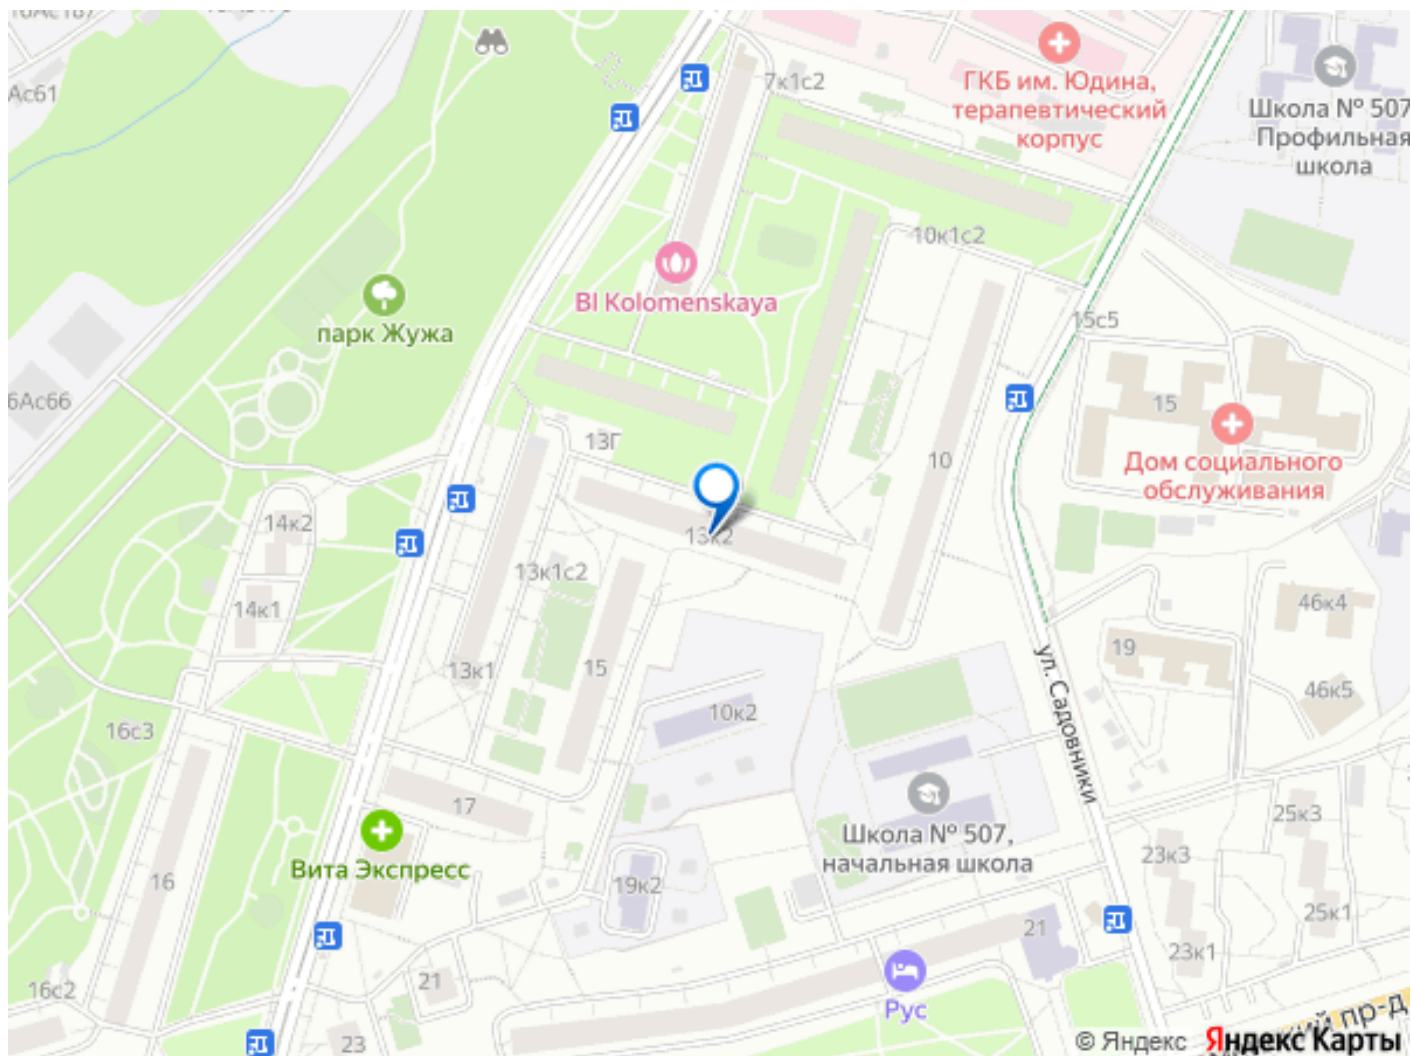 Ас61
7к1с2
ГКБ им. Юдина,
терапевтический
корпус
Школа № 507
Профильная
школа
10к1с2
BI Kolomenskaya
парк Жужа
15с5
6Ас66
15
13Г
10
Дом социального
обслуживания
14к2
13к2
13к1с2
14к1
46к4
19
15
13к1
ул. Садовники
46к5
10к2
16с3
17
Вита Экспресс
Школа № 507,
начальная школа
25к3
23к3
16
19к2
25к1
21
23к1
21
16с2
Рус
23
ий пр-д
© Яндекс Яндекс Карты